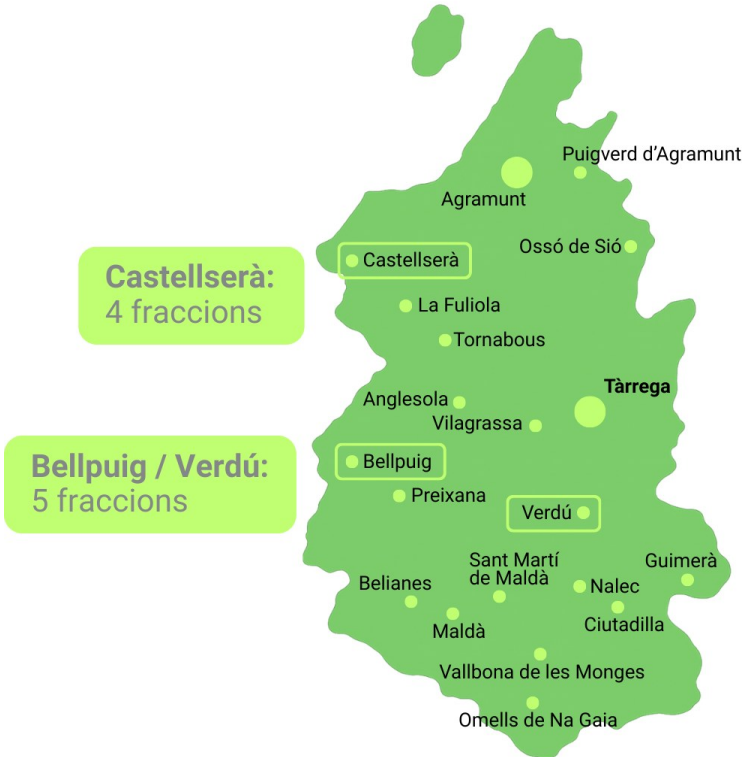 Puigverd d’Agramunt
Agramunt
Ossó de Sió
Castellserà
Castellserà:
4 fraccions
La Fuliola
Tornabous
Tàrrega
Anglesola
Vilagrassa
Bellpuig
Bellpuig / Verdú:
5 fraccions
Preixana
Verdú
Sant Martí
de Maldà
Guimerà
Belianes
Nalec
Maldà
Ciutadilla
Vallbona de les Monges
Omells de Na Gaia